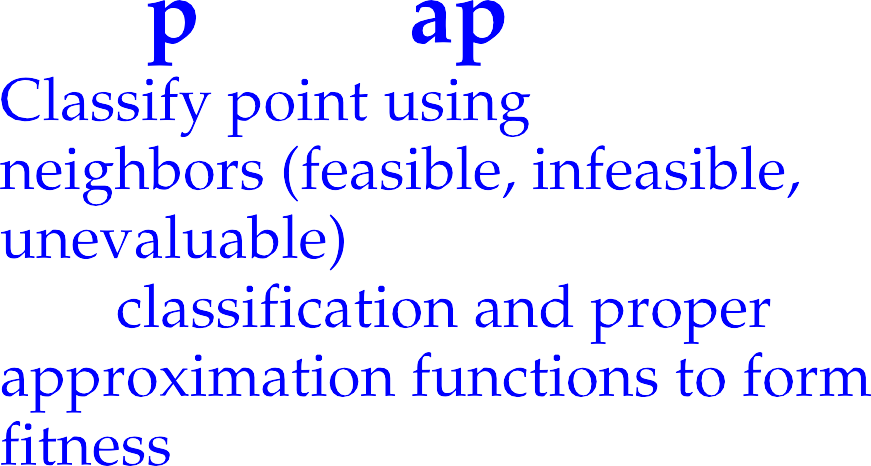 p ap
Classify point using
neighbors (feasible, infeasible,
unevaluable)
classification and proper
approximation functions to form
fitness